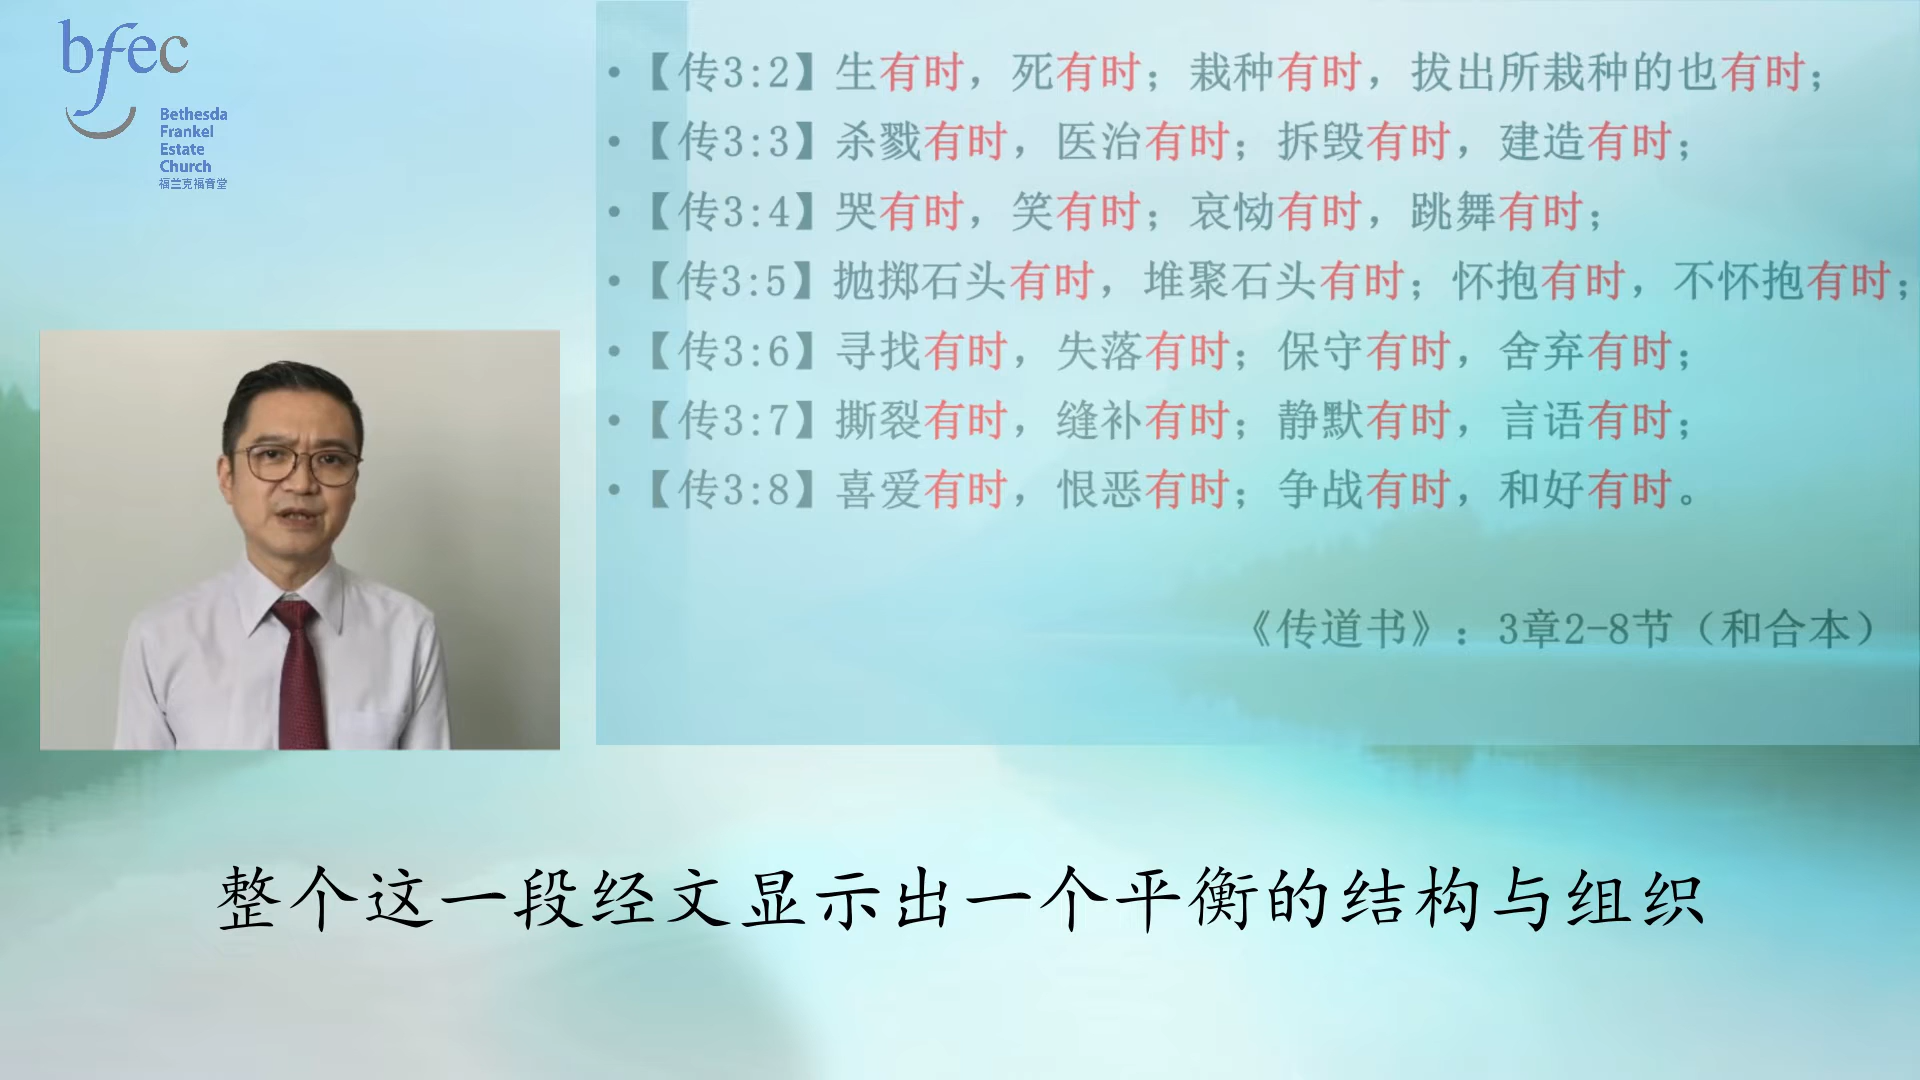 bfec
Bethesda
Frankel
Estate
Church
福兰克福音堂
•【传3:2】生有时，死有时；栽种有时，拔出所栽种的也有时；
•【传3:3】杀戮有时，医治有时；拆毁有时，建造有时；
•【传3:4】哭有时，笑有时；哀恸有时，跳舞有时；
•【传3:5】抛掷石头有时，堆聚石头有时；怀抱有时，不怀抱有时；
•【传3:6】寻找有时，失落有时；保守有时，舍弃有时；
•【传3:7】撕裂有时，缝补有时；静默有时，言语有时；
•【传3:8】喜爱有时，恨恶有时；争战有时，和好有时。
《传道书》：3章2-8节（和合本）
整个这一段经文显示出一个平衡的结构与组织